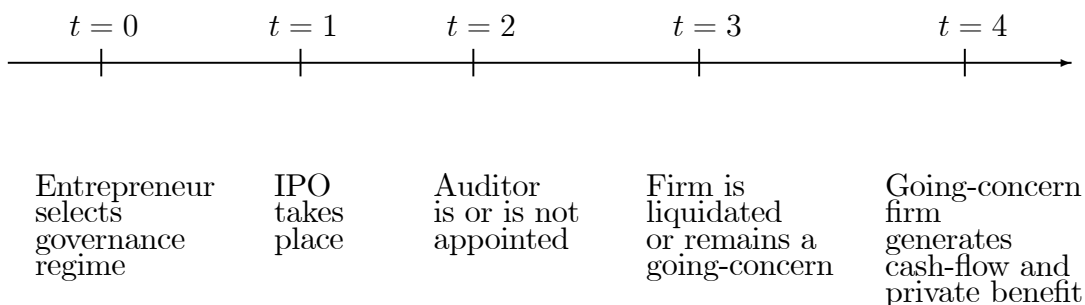 t = 0 t = 1 t = 2 t = 3 t = 4
Entrepreneur
selects
governance
regime
IPO
takes
place
Auditor
is or is not
appointed
Firm is
liquidated
or remains a
going-concern
Going-concern
firm
generates
cash-flow and
private benefit